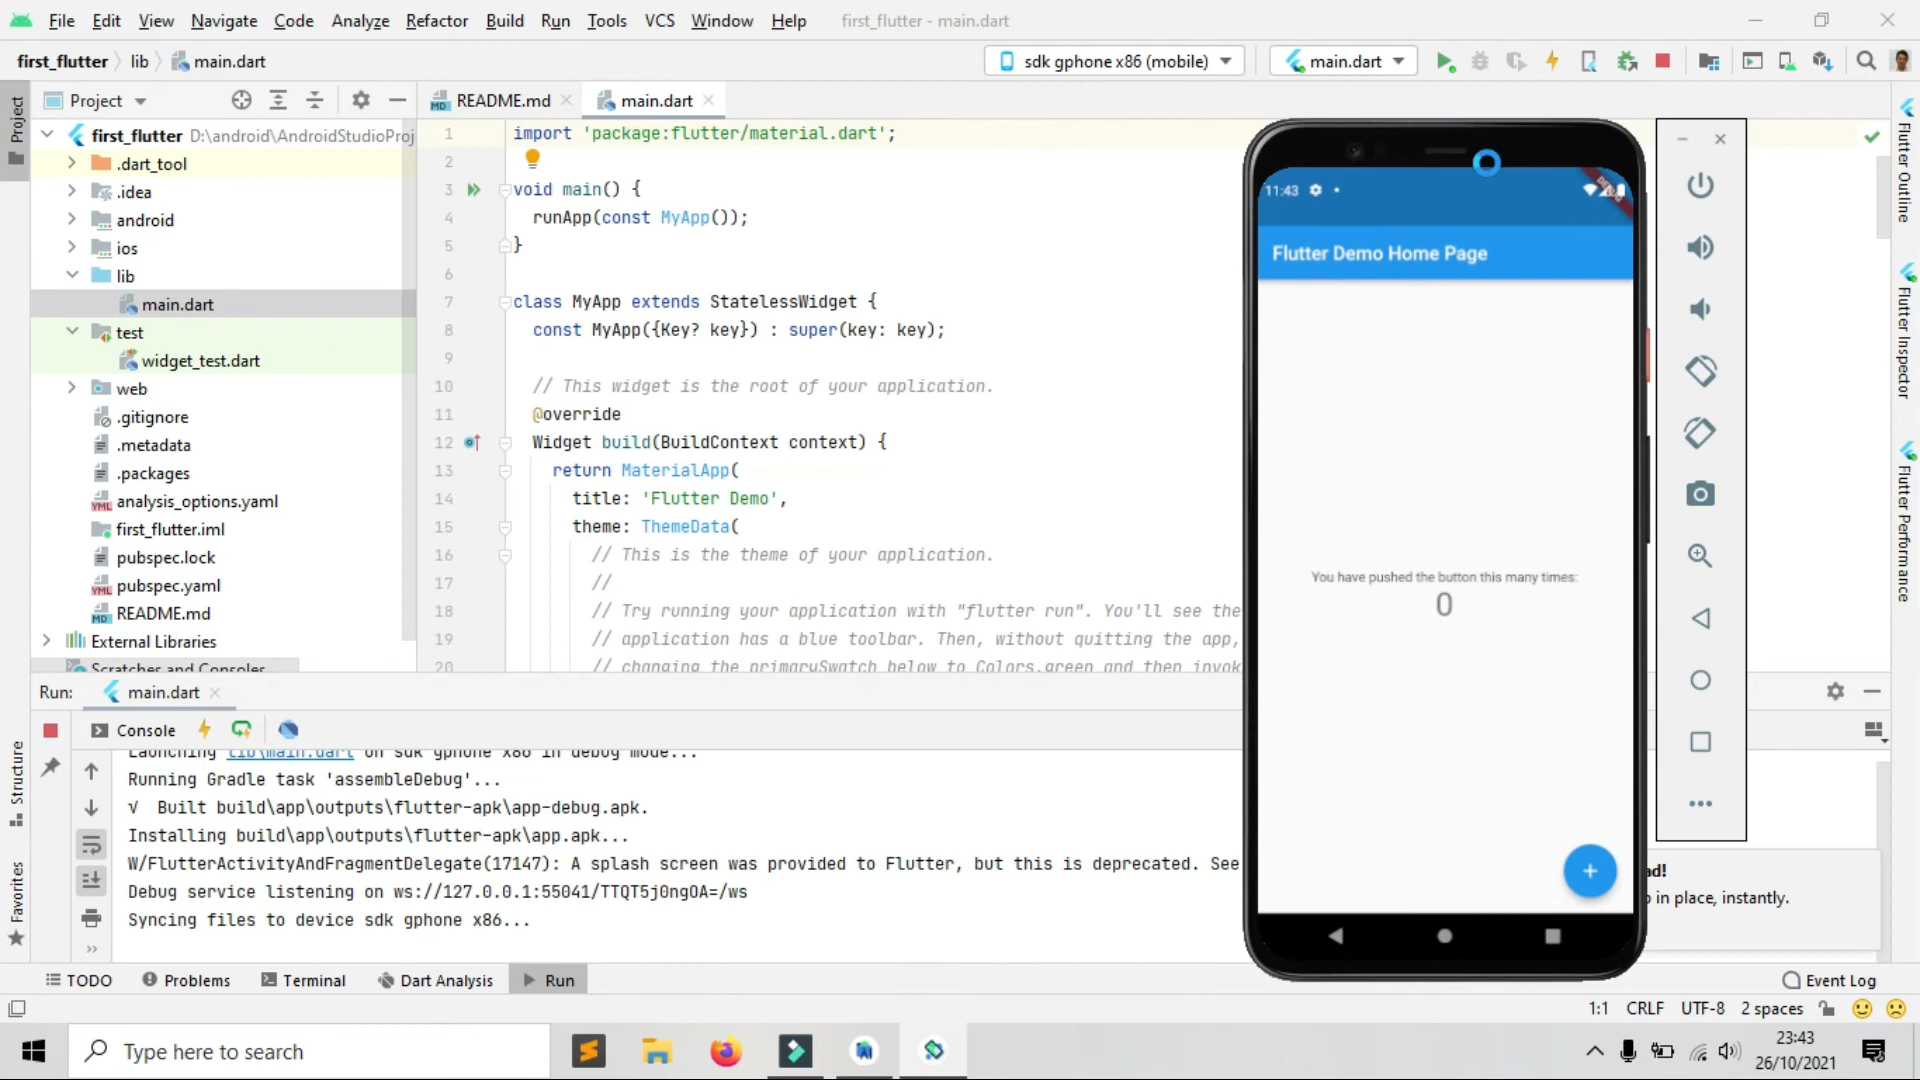 File Edit View Navigate Code Analyze Refactor Build Run Tools VCS Window Help first_flutter - main.dart
first_flutter lib main.dart
sdk gphone x86 (mobile) main.dart
Project
Project
README.md
main.dart
first_flutter D:\android\AndroidStudioProj
.dart_tool
.idea
android
ios
lib
main.dart
test
widget_test.dart
web
.gitignore
.metadata
.packages
analysis_options.yaml
first_flutter.iml
pubspec.lock
pubspec.yaml
README.md
External Libraries
Scratches and Consoles
1 import 'package:flutter/material.dart';
2
3 void main() {
4 runApp(const MyApp());
5 }
6
7 class MyApp extends StatelessWidget {
8 const MyApp({Key? key}) : super(key: key);
9
10 // This widget is the root of your application.
11 @override
12 Widget build(BuildContext context) {
13 return MaterialApp(
14 title: 'Flutter Demo',
15 theme: ThemeData(
16 // This is the theme of your application.
17 //
18 // Try running your application with "flutter run". You'll see the
19 // application has a blue toolbar. Then, without quitting the app,
20 // changing the primarySwatch below to Colors.green and then invok
11:43
Flutter Demo Home Page
You have pushed the button this many times:
0
Flutter Outline
Flutter Inspector
Flutter Performance
Run: main.dart
Console
Structure
Favorites
Launching lib\main.dart on sdk gphone x86 in debug mode...
Running Gradle task 'assembleDebug'...
√ Built build\app\outputs\flutter-apk\app-debug.apk.
Installing build\app\outputs\flutter-apk\app.apk...
W/FlutterActivityAndFragmentDelegate(17147): A splash screen was provided to Flutter, but this is deprecated. See
Debug service listening on ws://127.0.0.1:55041/TTQT5j0ngOA=/ws
Syncing files to device sdk gphone x86...
ad!
in place, instantly.
TODO Problems Terminal Dart Analysis Run Event Log
1:1 CRLF UTF-8 2 spaces
Type here to search
23:43
26/10/2021